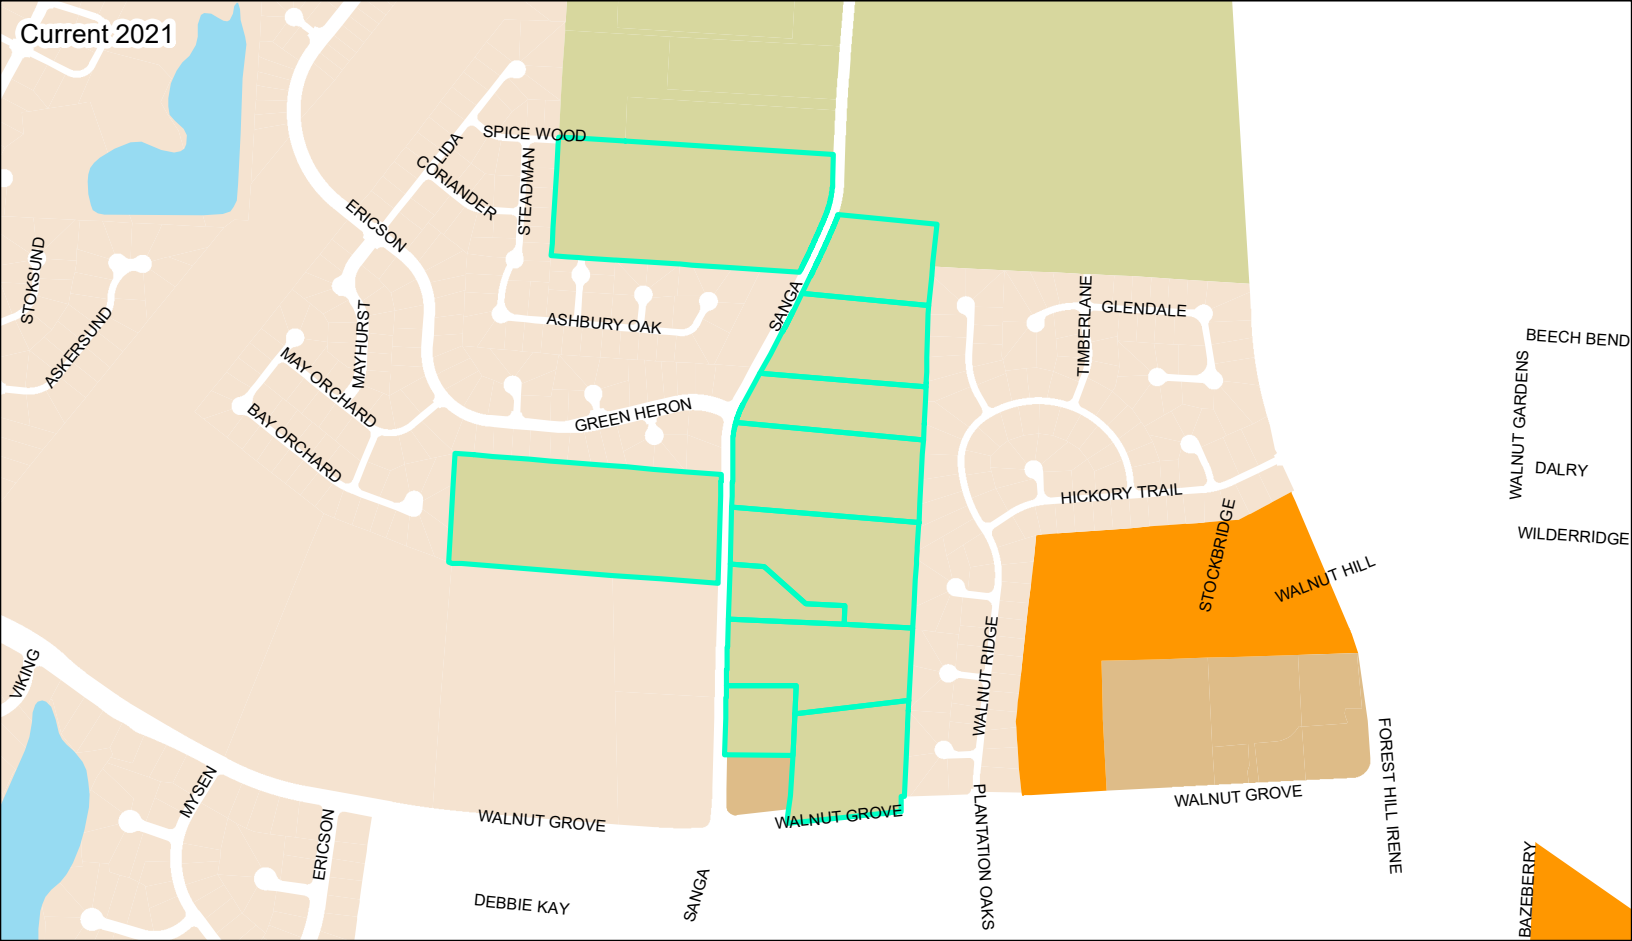 Current 2021
SPICE WOOD
LIDA
CORIANDER
STEADMAN
ERICSON
STOKSUND
ASKERSUND
SANGA
ASHBURY OAK
MAYHURST
MAY ORCHARD
BAY ORCHARD
GREEN HERON
TIMBERLANE
GLENDALE
BEECH BEND
WALNUT GARDENS
DALRY
HICKORY TRAIL
STOCKBRIDGE
WILDERRIDGE
WALNUT HILL
VIKING
WALNUT RIDGE
MYSEN
ERICSON
WALNUT GROVE
WALNUT GROVE
WALNUT GROVE
FOREST HILL IRENE
PLANTATION OAKS
SANGA
DEBBIE KAY
BAZEBERRY